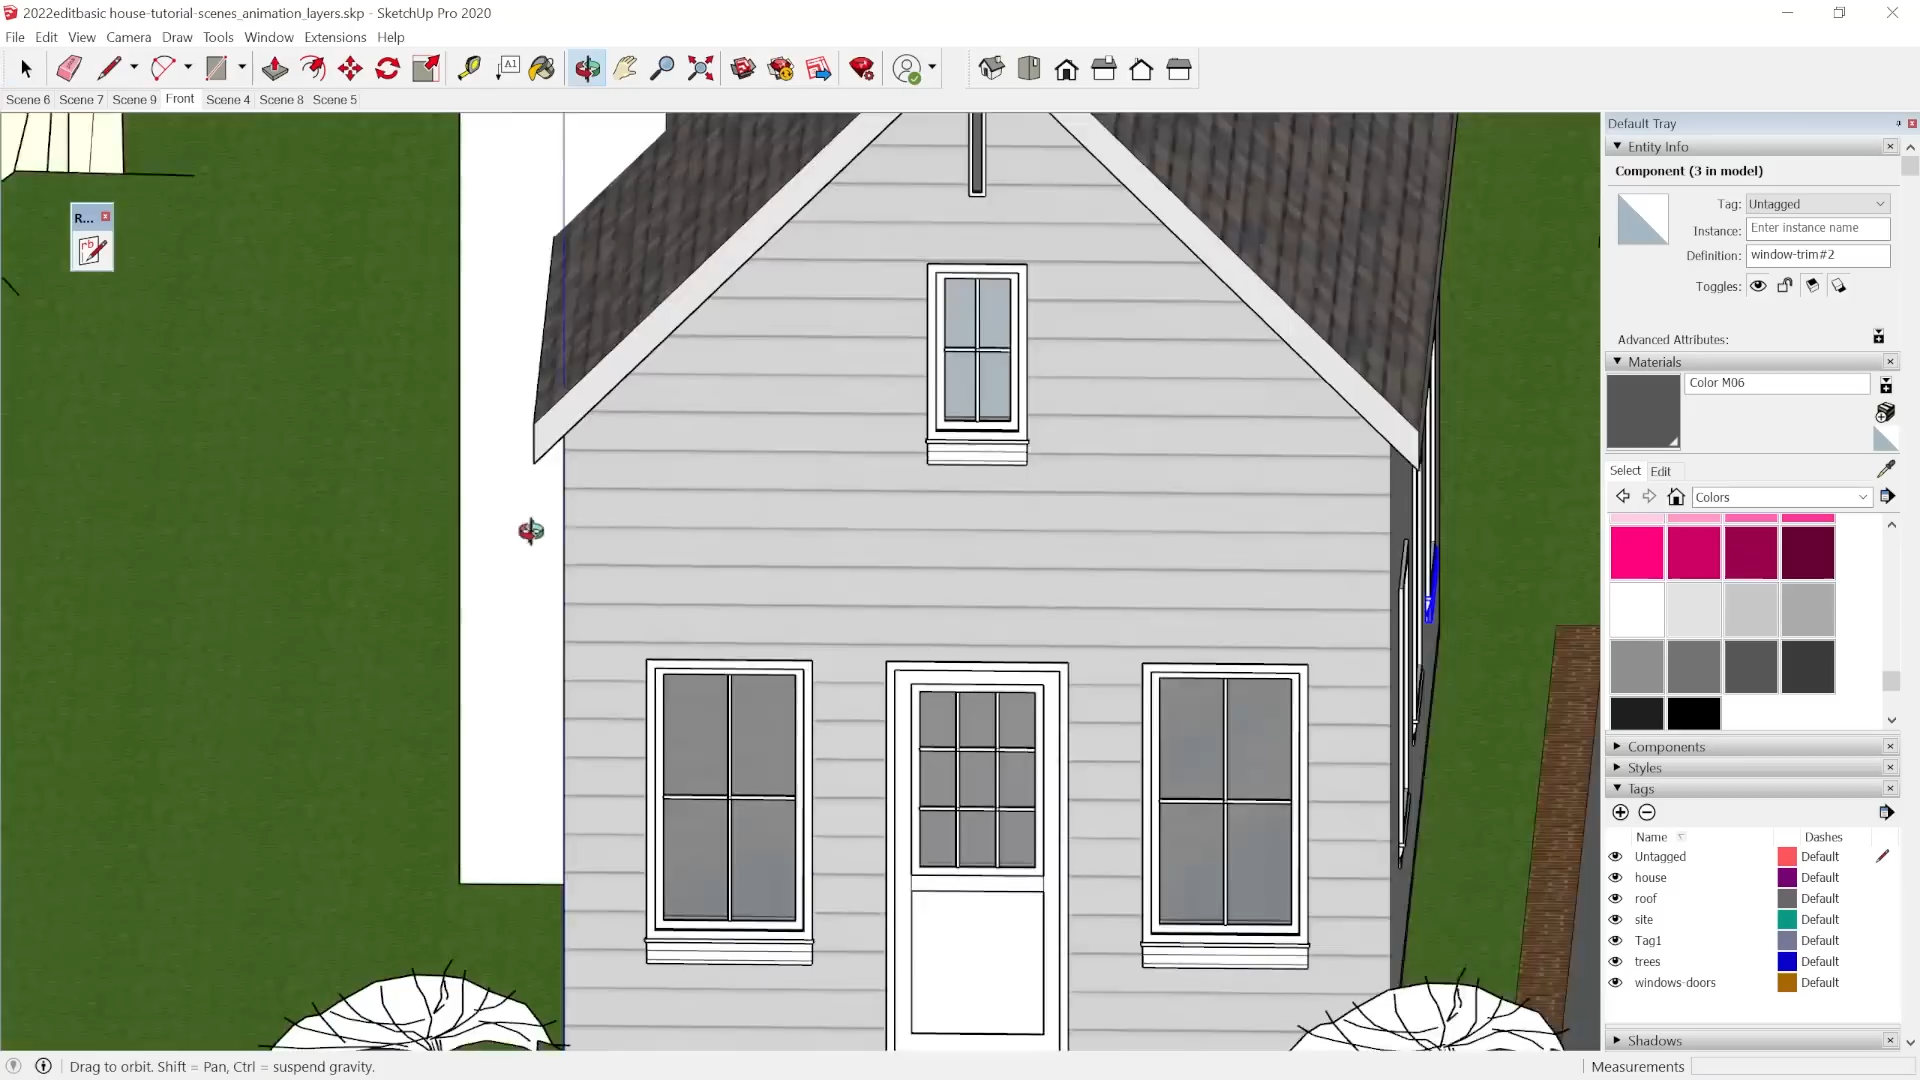 2022editbasic house-tutorial-scenes_animation_layers.skp - SketchUp Pro 2020
File Edit View Camera Draw Tools Window Extensions Help
A1
Scene 6 Scene 7 Scene 9 Front Scene 4 Scene 8 Scene 5
R...
rb
Default Tray
Entity Info
Component (3 in model)
Tag: Untagged
Instance: Enter instance name
Definition: window-trim#2
Toggles:
Advanced Attributes:
Materials
Color M06
Select Edit
Colors
Components
Styles
Tags
Name Dashes
Untagged Default
house Default
roof Default
site Default
Tag1 Default
trees Default
windows-doors Default
Shadows
Drag to orbit. Shift = Pan, Ctrl = suspend gravity.
Measurements